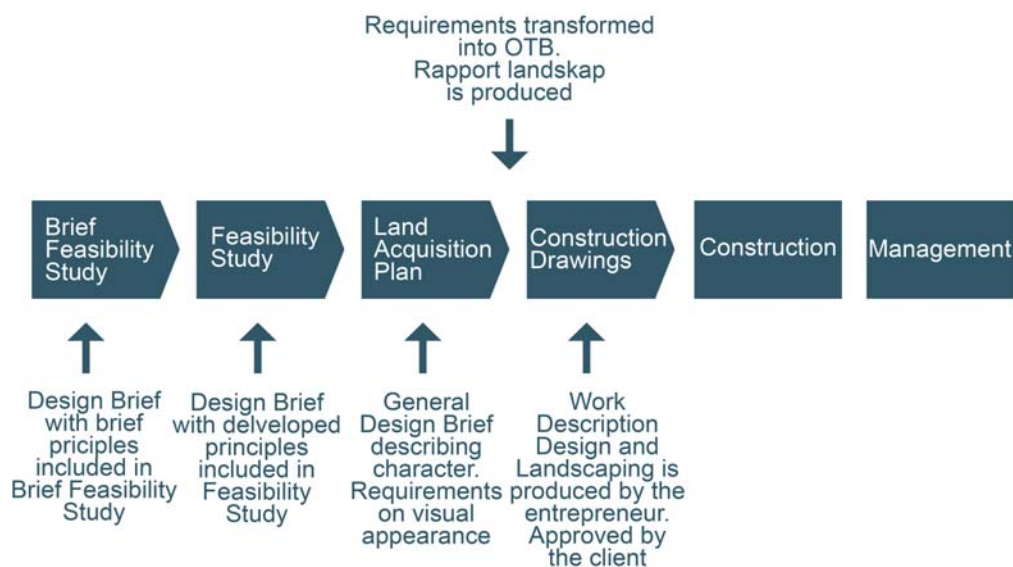 Requirements transformed
into OTB.
Rapport landskap
is produced
Brief
Feasibility
Study
Feasibility
Study
Land
Acquisition
Plan
Construction
Drawings
Construction
Management
Design Brief
with brief
priciples
included in
Brief Feasibility
Study
Design Brief
with delveloped
principles
included in
Feasibility
Study
General
Design Brief
describing
character.
Requirements
on visual
appearance
Work
Description
Design and
Landscaping is
produced by the
entrepreneur.
Approved by
the client